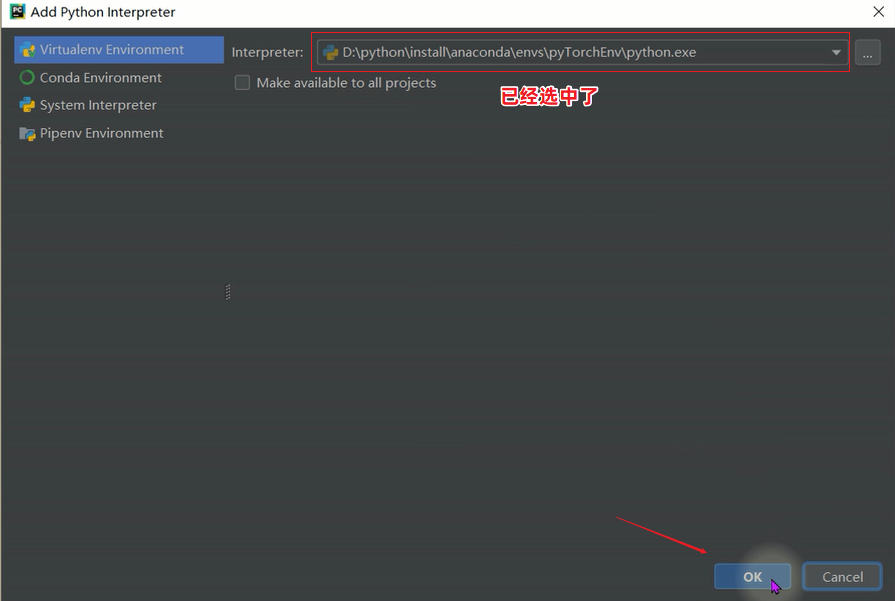 Add Python Interpreter
Virtualenv Environment
Conda Environment
System Interpreter
Pipenv Environment
Interpreter: D:\python\install\anaconda\envs\pyTorchEnv\python.exe ...
Make available to all projects
已经选中了
OK Cancel